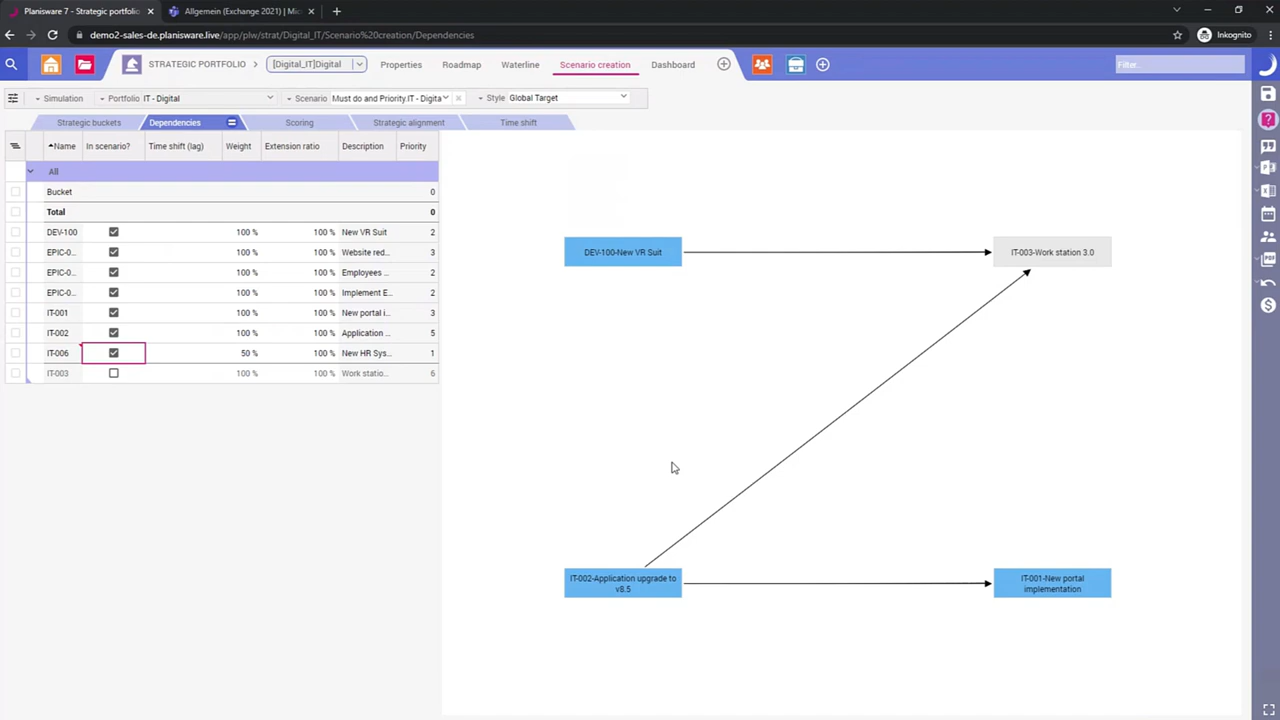 Planisware 7 - Strategic portfolio
Allgemein (Exchange 2021) | Mic
demo2-sales-de.planisware.live/app/plw/strat/Digital_IT/Scenario%20creation/Dependencies
Inkognito
STRATEGIC PORTFOLIO
[Digital_IT]Digital
Properties
Roadmap
Waterline
Scenario creation
Dashboard
Filter..
Simulation
Portfolio IT - Digital
Scenario Must do and Priority.IT - Digita
Style Global Target
Strategic buckets
Dependencies
Scoring
Strategic alignment
Time shift
Name In scenario? Time shift (lag) Weight Extension ratio Description Priority
All
Bucket 0
Total 0
DEV-100 100 % 100 % New VR Suit 2
EPIC-0... 100 % 100 % Website red... 3
EPIC-0... 100 % 100 % Employees ... 2
EPIC-0... 100 % 100 % Implement E... 2
IT-001 100 % 100 % New portal i... 3
IT-002 100 % 100 % Application ... 5
IT-006 50 % 100 % New HR Sys... 1
IT-003 100 % 100 % Work statio... 6
DEV-100-New VR Suit
IT-003-Work station 3.0
IT-002-Application upgrade to
v8.5
IT-001-New portal
implementation